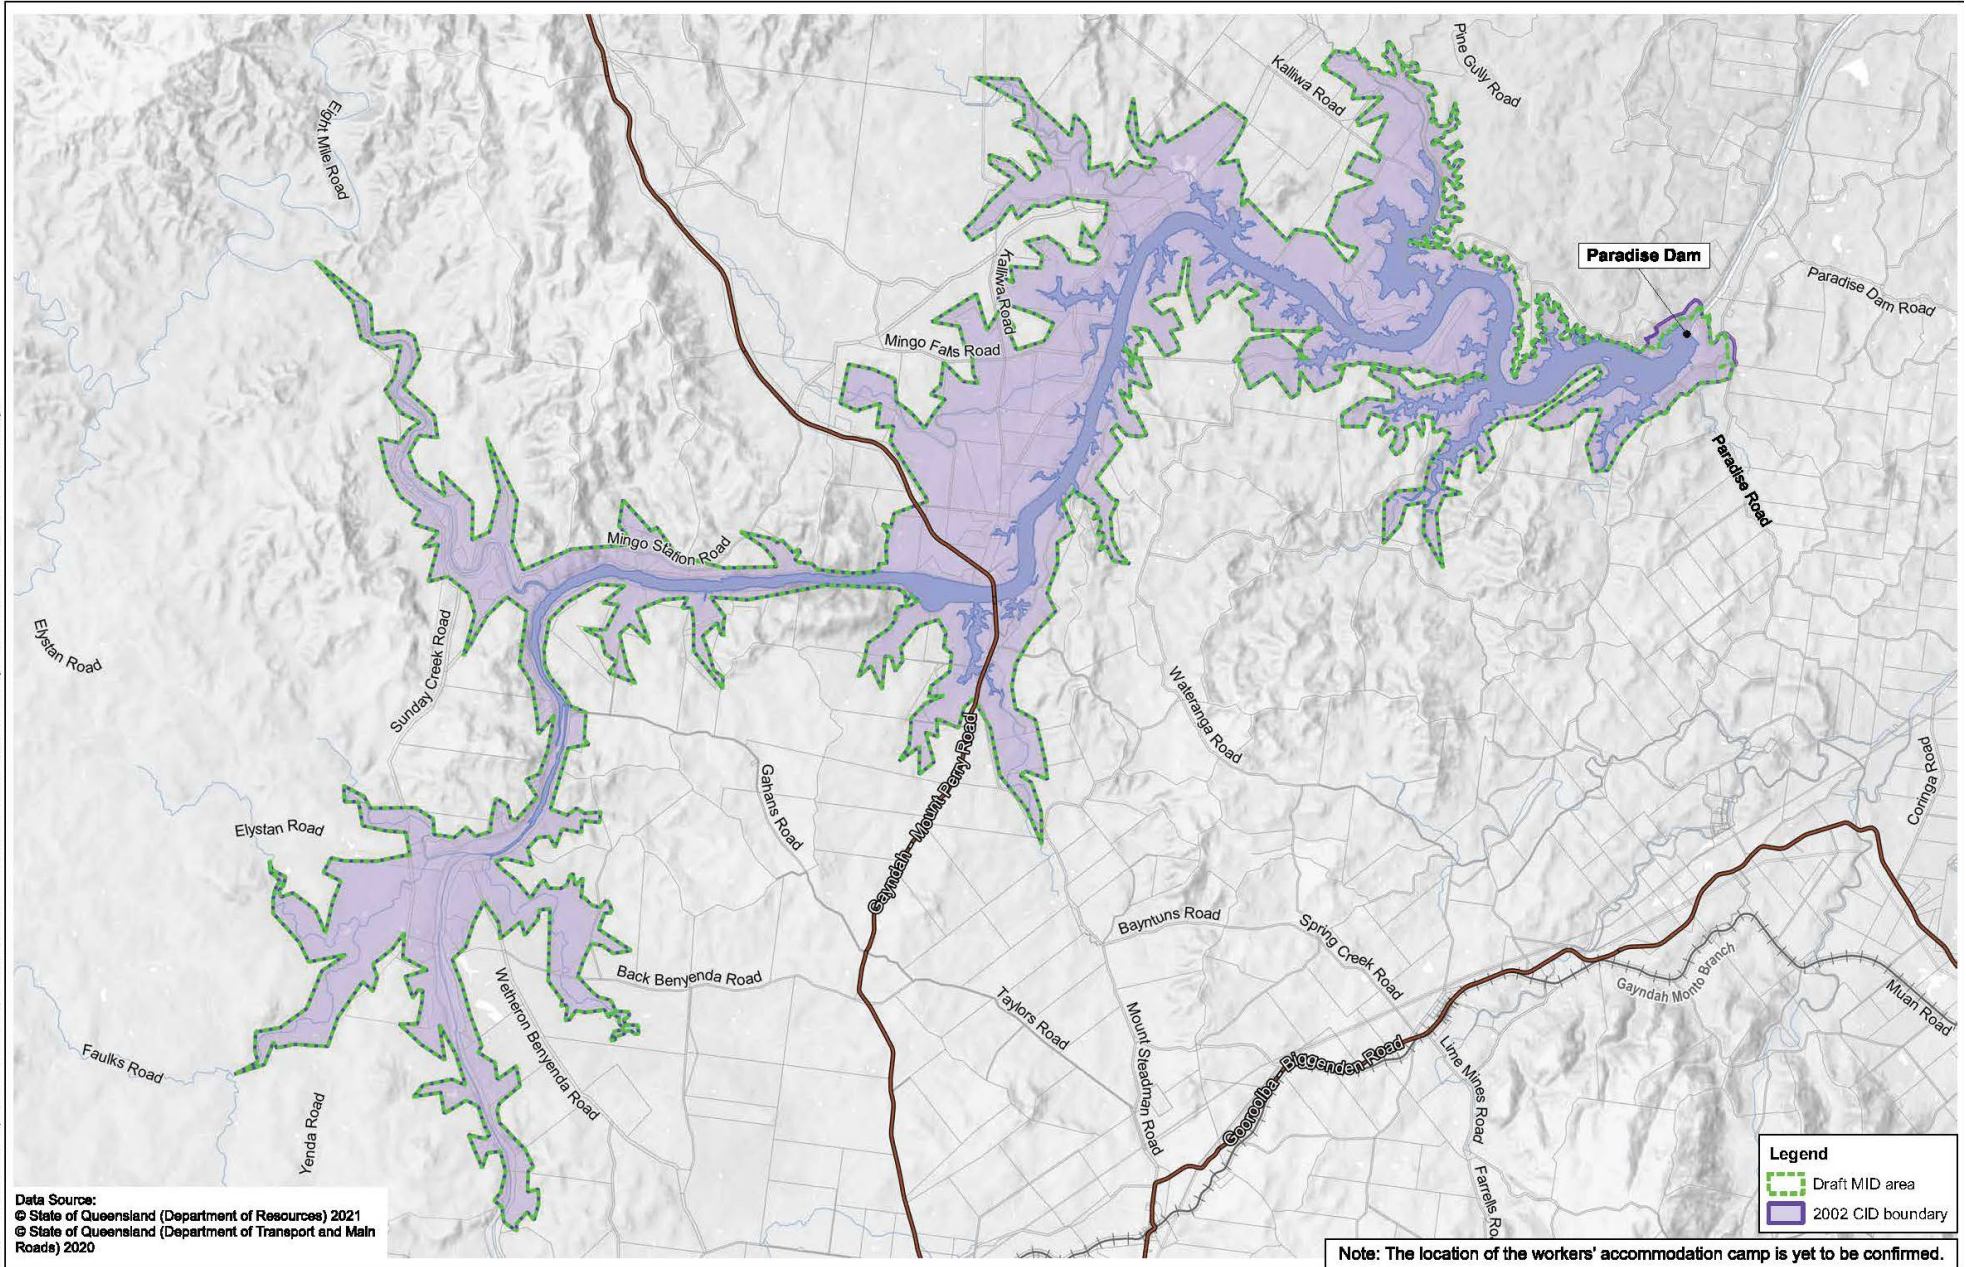 Pine Gully Road
Kalliwa Road
Eight Mile Road
Paradise Dam
Paradise Dam Road
Kalliwa Road
Mingo Falls Road
Paradise Road
Mingo Station Road
Elystan Road
Sunday Creek Road
Wateranga Road
Gayndah – Mount Perry Road
Gahans Road
Coringa Road
Elystan Road
Bayntuns Road
Spring Creek Road
Gayndah Monto Branch
Back Benyenda Road
Wetheron Benyenda Road
Taylors Road
Mount Steadman Road
Muan Road
Faulks Road
Yenda Road
Gooroolba – Biggenden Road
Lime Mines Road
Farrells Ro
Legend
Draft MID area
2002 CID boundary
Data Source:
© State of Queensland (Department of Resources) 2021
© State of Queensland (Department of Transport and Main
Roads) 2020
Note: The location of the workers' accommodation camp is yet to be confirmed.